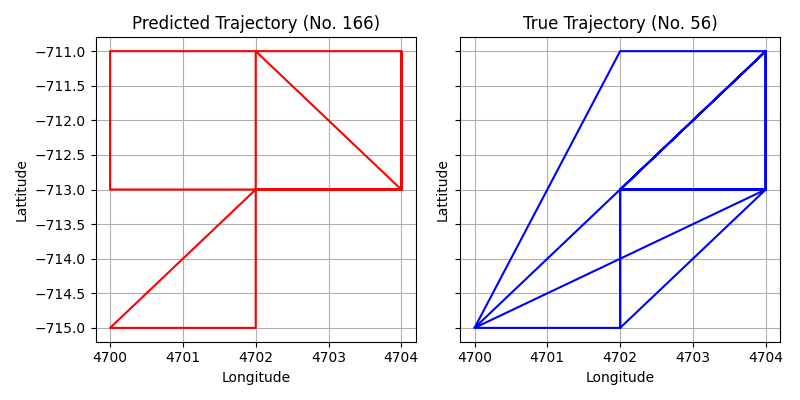 Predicted Trajectory (No. 166)
True Trajectory (No. 56)
−711.0
−711.5
−712.0
−712.5
−713.0
−713.5
−714.0
−714.5
−715.0
Lattitude
Lattitude
4700 4701 4702 4703 4704
4700 4701 4702 4703 4704
Longitude
Longitude